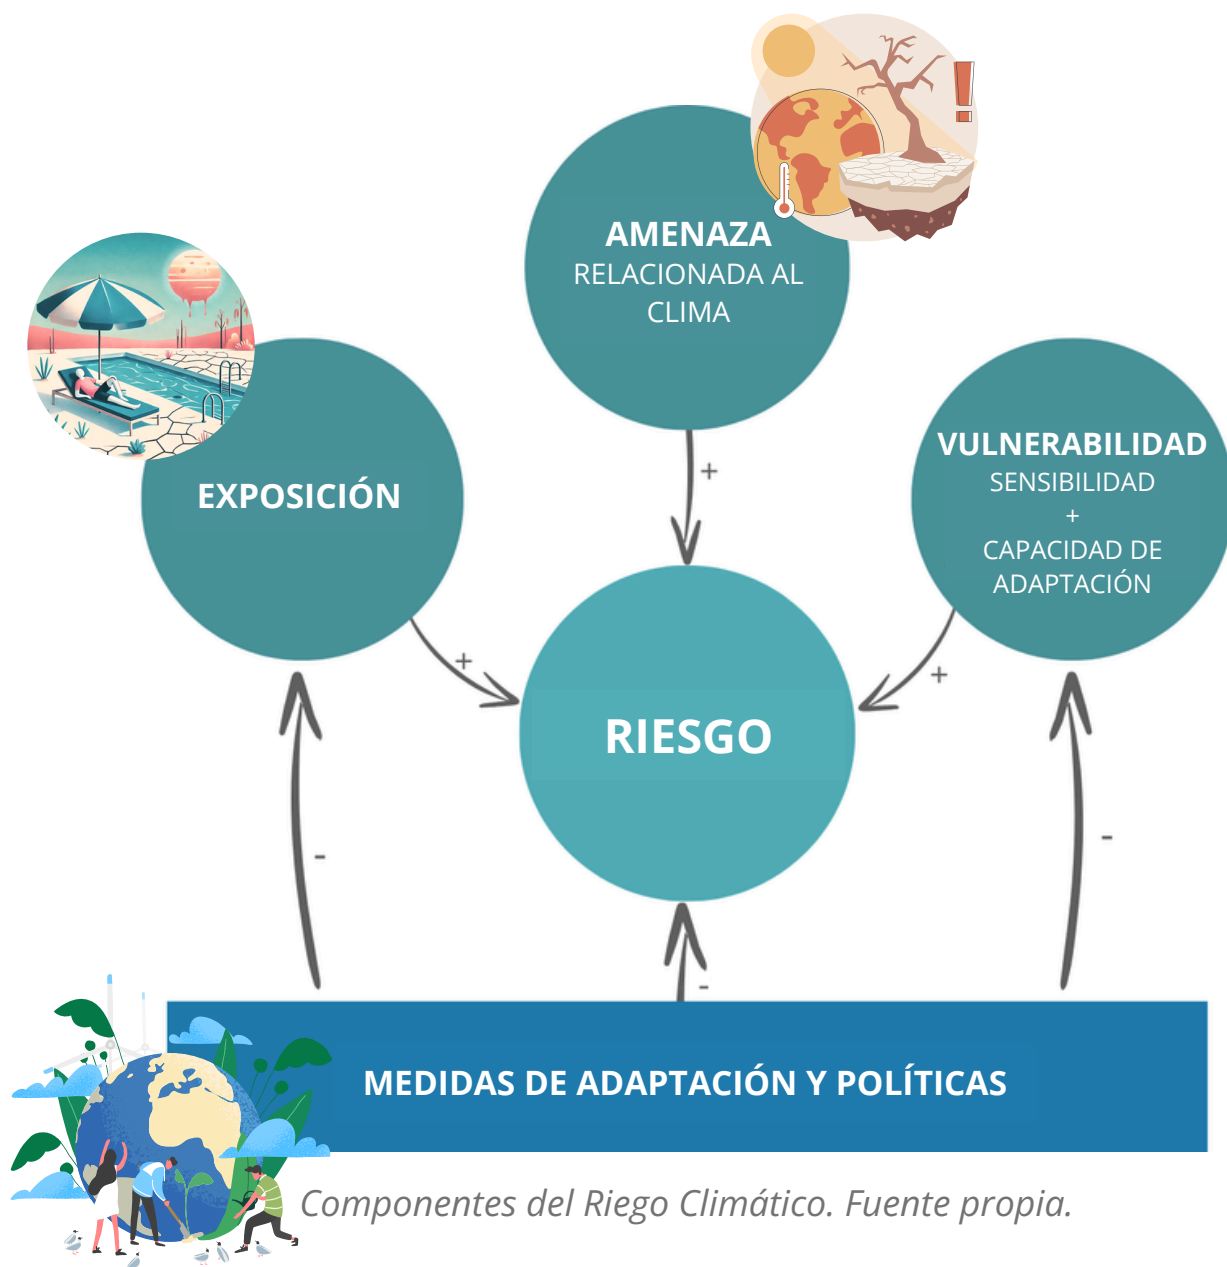 AMENAZA
RELACIONADA AL
CLIMA
!
EXPOSICIÓN
VULNERABILIDAD
SENSIBILIDAD
+
CAPACIDAD DE
ADAPTACIÓN
+
+
+
RIESGO
-
-
-
MEDIDAS DE ADAPTACIÓN Y POLÍTICAS
Componentes del Riego Climático. Fuente propia.